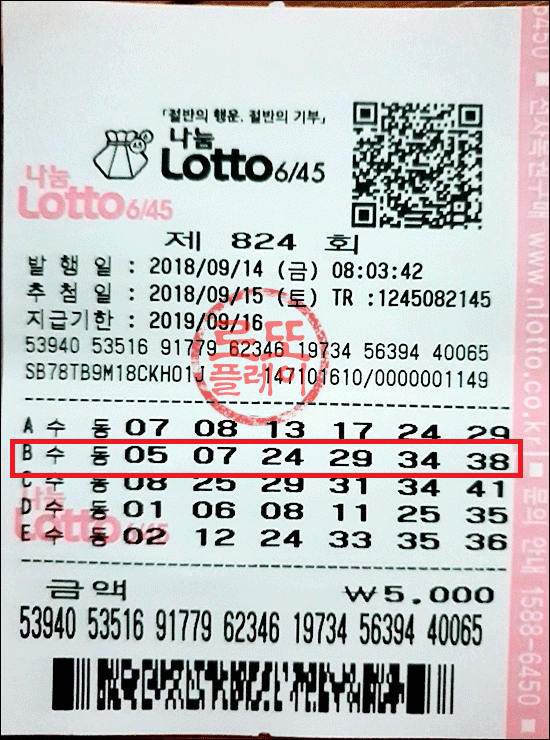 「절반의 행운, 절반의 기부」
나눔
Lotto 6/45
나눔
Lotto 6/45
제 824 회
발 행 일 : 2018/09/14 (금) 08:03:42
추 첨 일 : 2018/09/15 (토) TR :1245082145
지급기한 : 2019/09/16
로또
플레이
53940 53516 91779 62346 19734 56394 40065
SB78TB9M18CKH01J 147101610/0000001149
A 수 동 07 08 13 17 24 29
B 수 동 05 07 24 29 34 38
C 수 동 08 25 29 31 34 41
D 수 동 01 06 08 11 25 35
E 수 동 02 12 24 33 35 36
금액 ₩5,000
53940 53516 91779 62346 19734 56394 40065
www.nlotto.co.kr
문의 안내 1588-6450